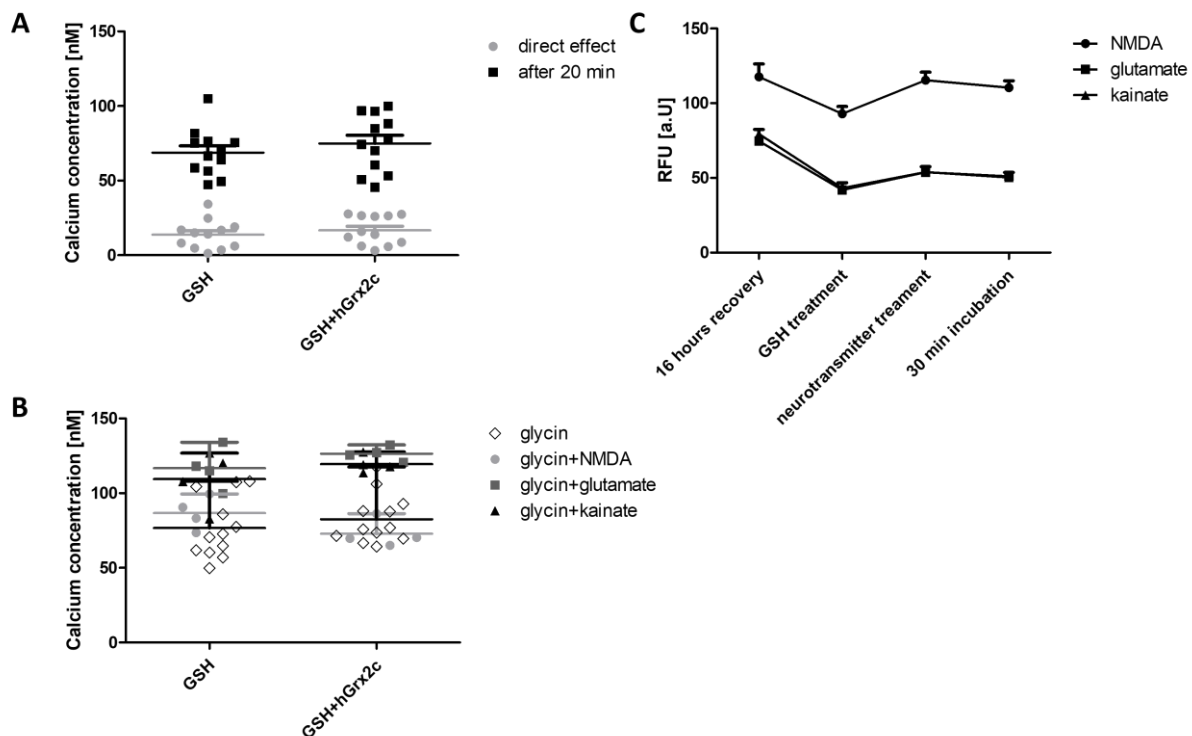 A
Calcium concentration [nM]
150
100
50
0
GSH
GSH+hGrx2c
direct effect
after 20 min
B
Calcium concentration [nM]
150
100
50
0
GSH
GSH+hGrx2c
glycin
glycin+NMDA
glycin+glutamate
glycin+kainate
C
RFU [a.U]
150
100
50
0
16 hours recovery
GSH treatment
neurotransmitter treament
30 min incubation
NMDA
glutamate
kainate